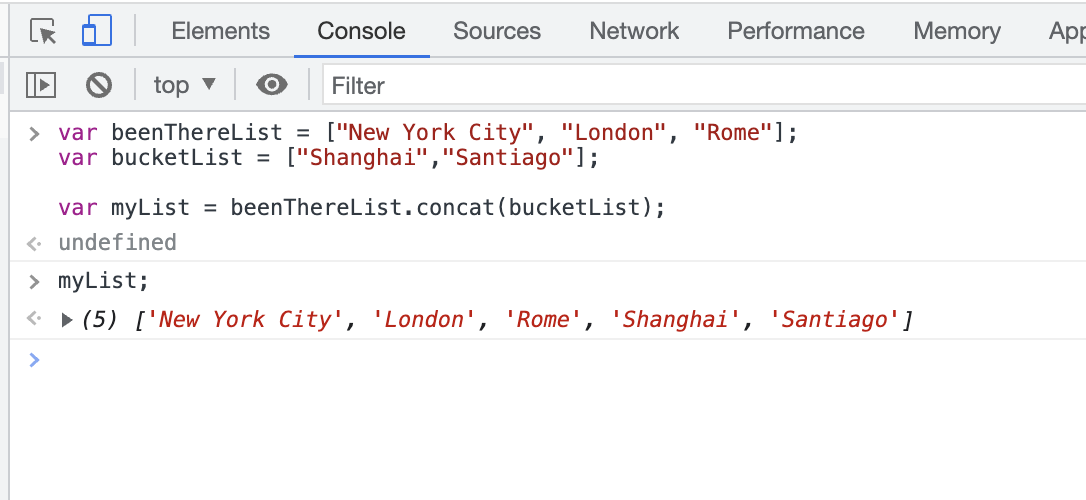 Elements Console Sources Network Performance Memory App
top ▼ Filter
> var beenThereList = ["New York City", "London", "Rome"];
var bucketList = ["Shanghai","Santiago"];
var myList = beenThereList.concat(bucketList);
undefined
> myList;
(5) ['New York City', 'London', 'Rome', 'Shanghai', 'Santiago']
>